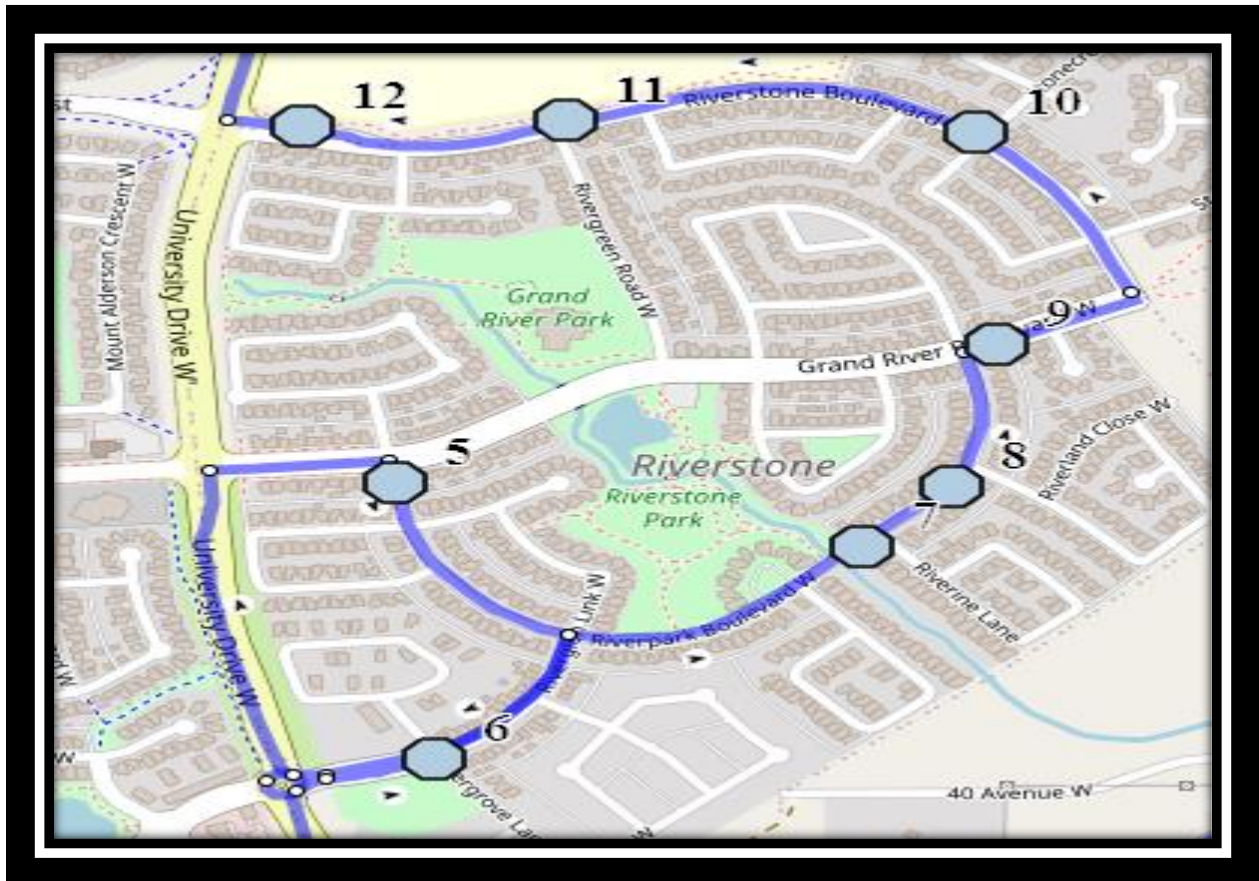 12
11
Riverstone Boulevard
10
st
Mount Alderson Crescent W
University Drive W
Rivergreen Road W
Grand
River Park
9
Grand River
W
5
8
Riverstone
Riverstone
Park
7
Riverland Close W
University Drive W
Link W
Riverpark Boulevard W
Riverine Lane
6
W
40 Avenue W